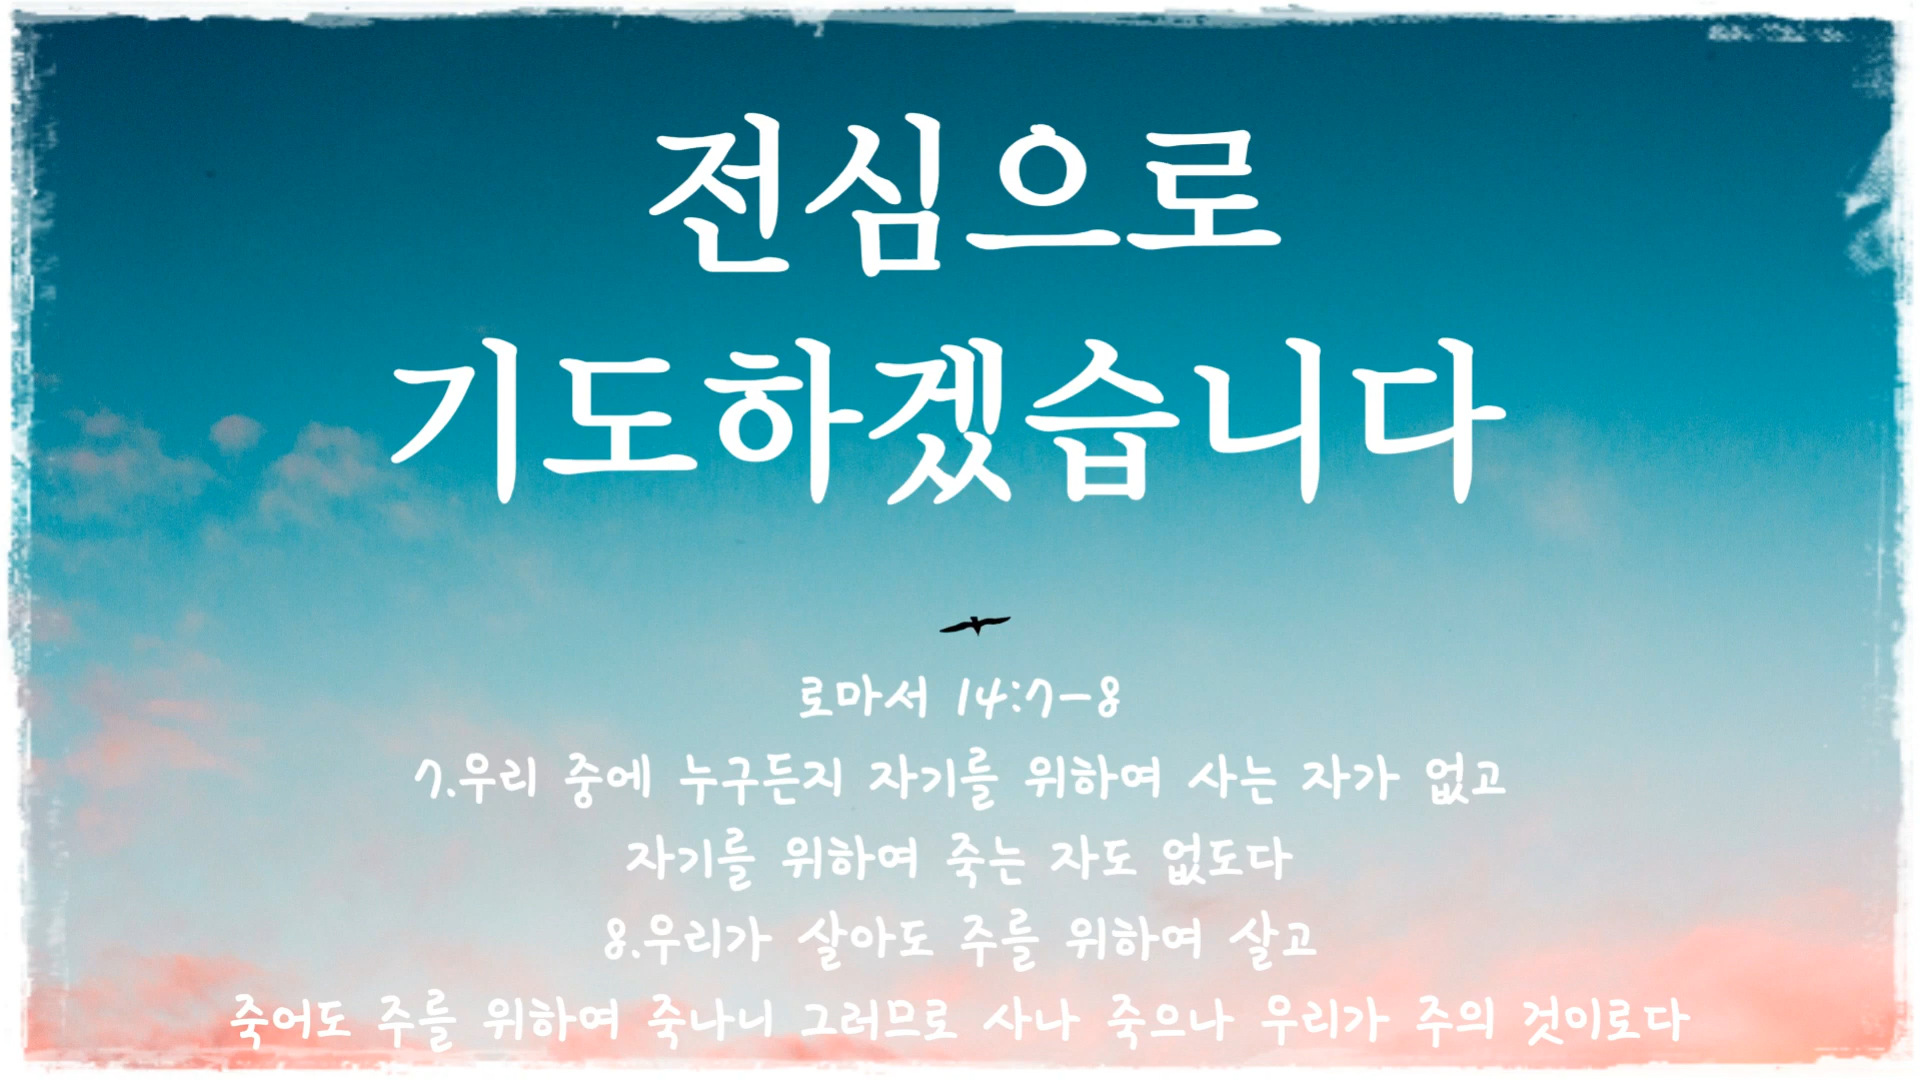 전심으로
기도하겠습니다
로마서 14:7-8
7.우리 중에 누구든지 자기를 위하여 사는 자가 없고
자기를 위하여 죽는 자도 없도다
8.우리가 살아도 주를 위하여 살고
죽어도 주를 위하여 죽나니 그러므로 사나 죽으나 우리가 주의 것이로다